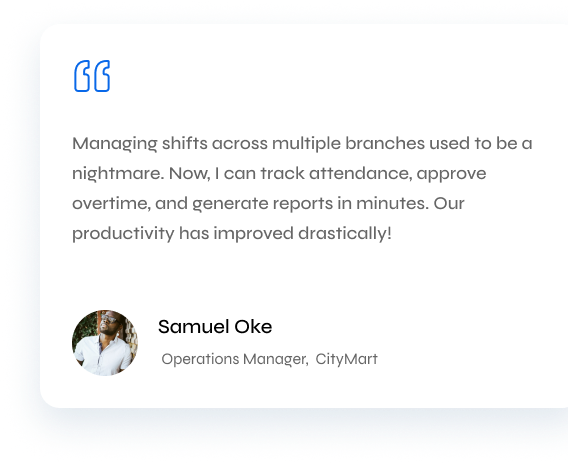 Managing shifts across multiple branches used to be a
nightmare. Now, I can track attendance, approve
overtime, and generate reports in minutes. Our
productivity has improved drastically!
Samuel Oke
Operations Manager, CityMart